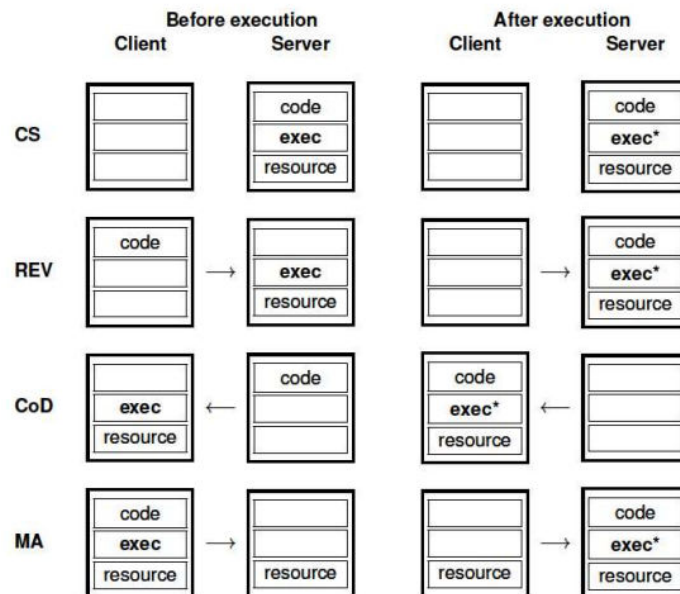 Before execution After execution
Client Server Client Server
code code
CS exec exec*
resource resource
code code
REV → exec → exec*
resource resource
code code
CoD exec ← exec* ←
resource resource
code code
MA exec → → exec*
resource resource resource resource